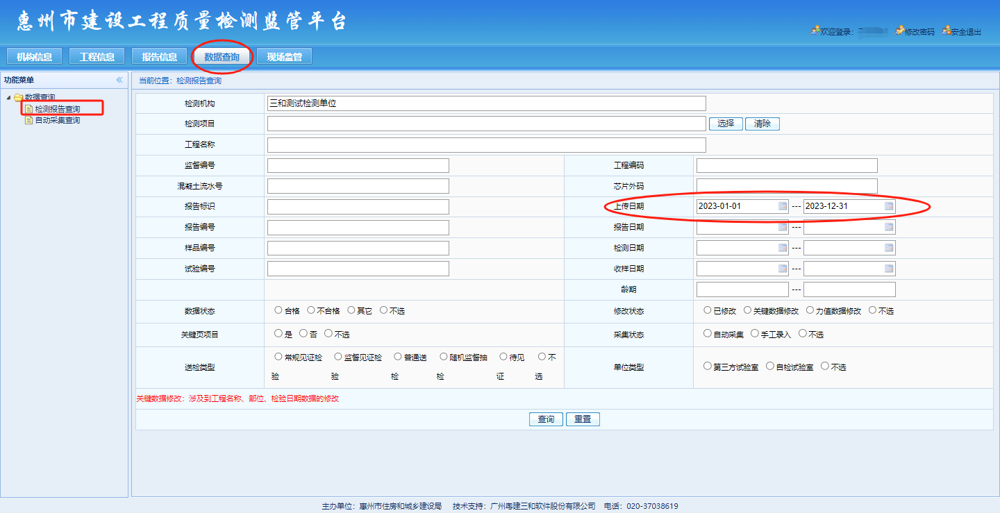 惠州市建设工程质量检测监管平台
欢迎登录: 修改密码 安全退出
机构信息 工程信息 报告信息 数据查询 现场监管
功能菜单
数据查询
检测报告查询
自动采集查询
当前位置: 检测报告查询
检测机构 三和测试检测单位
检测项目 选择 清除
工程名称
监督编号 工程编码
混凝土流水号 芯片外码
报告标识 上传日期 2023-01-01 --- 2023-12-31
报告编号 报告日期 ---
样品编号 检测日期 ---
试验编号 收样日期 ---
龄期 ---
数据状态 合格 不合格 其它 不选 修改状态 已修改 关键数据修改 力值数据修改 不选
关键页项目 是 否 不选 采集状态 自动采集 手工录入 不选
送检类型 常规见证检验 监督见证检验 普通送检 随机监督抽检 待见证 不选 单位类型 第三方试验室 自检试验室 不选
关键数据修改: 涉及到工程名称、部位、检验日期数据的修改
查询 重置
主办单位: 惠州市住房和城乡建设局 技术支持: 广州粤建三和软件股份有限公司 电话: 020-37038619